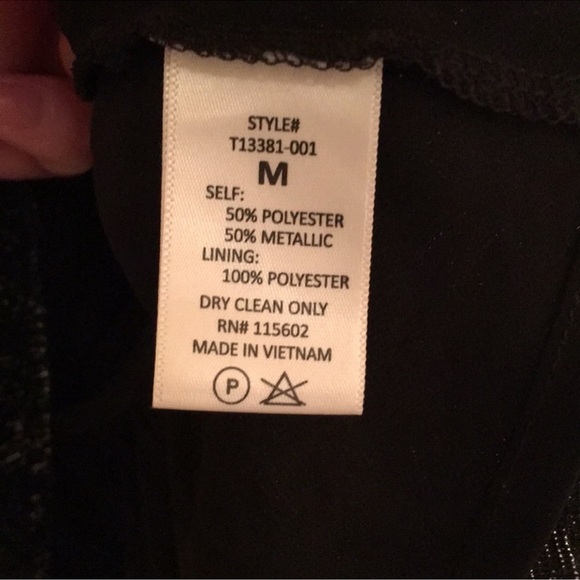 STYLE#
T13381-001
M
SELF:
50% POLYESTER
50% METALLIC
LINING:
100% POLYESTER
DRY CLEAN ONLY
RN# 115602
MADE IN VIETNAM
P